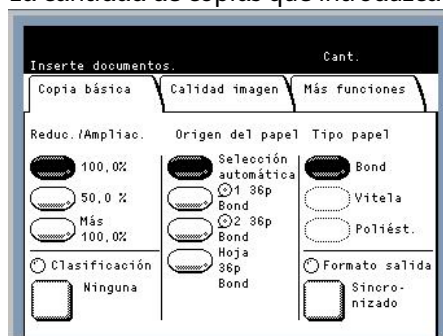 La cantidad de copias que introduzca
Cant.
Inserte documentos.
Copia básica
Calidad imagen
Más funciones
Reduc./Ampliac.
Origen del papel
Tipo papel
100,0%
50,0 %
Más
100,0%
Clasificación
Ninguna
Selección
automática
1 36p
Bond
2 36p
Bond
Hoja
36p
Bond
Bond
Vitela
Poliést.
Formato salida
Sincro-
nizado